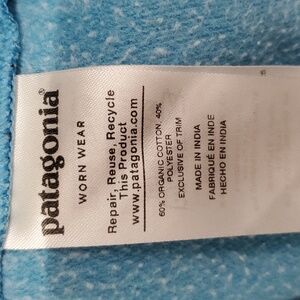 patagonia®
WORN WEAR
Repair, Reuse, Recycle
This Product
www.patagonia.com
60% ORGANIC COTTON, 40%
POLYESTER
EXCLUSIVE OF TRIM
MADE IN INDIA
FABRIQUÉ EN INDE
HECHO EN INDIA